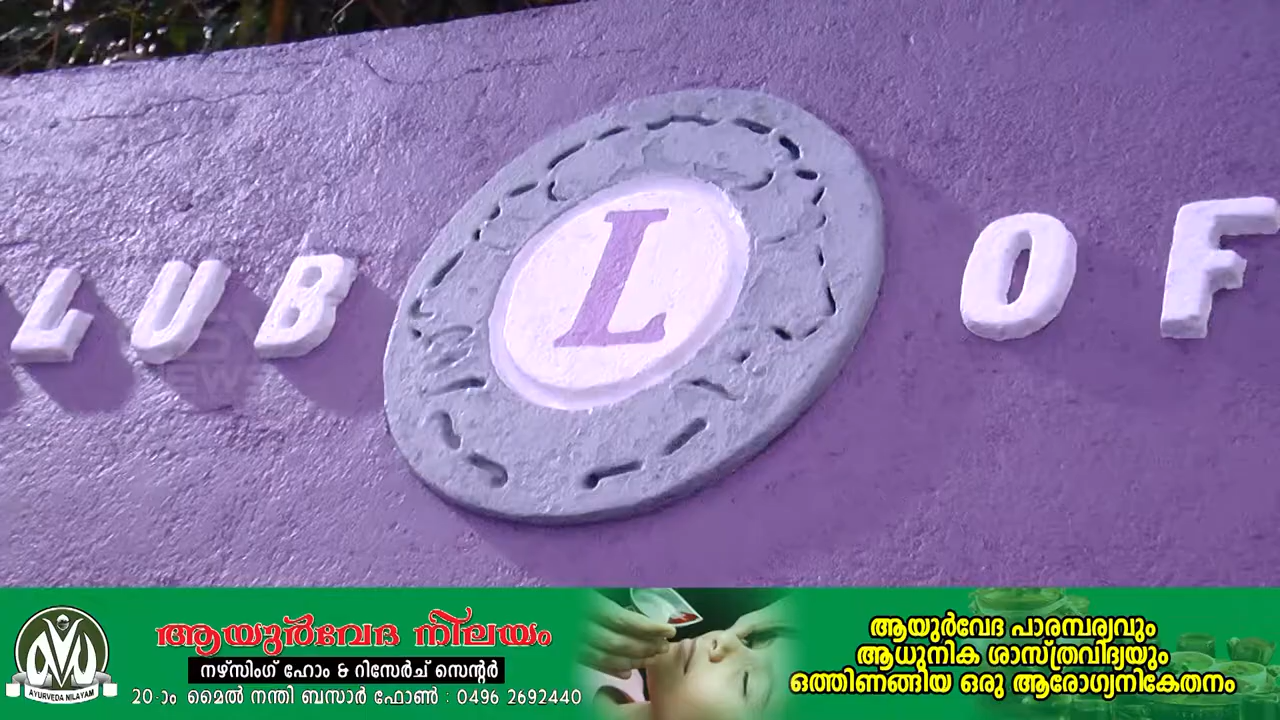 LUB L OF
ആയുർവേദ നിലയം
നഴ്സിംഗ് ഹോം & റിസേർച് സെന്റർ
20-ാം മൈൽ നന്തി ബസാർ ഫോൺ : 0496 2692440
AYURVEDA NILAYAM
ആയുർവേദ പാരമ്പര്യവും
ആധുനിക ശാസ്ത്രവിദ്യയും
ഒത്തിണങ്ങിയ ഒരു ആരോഗ്യനികേതനം